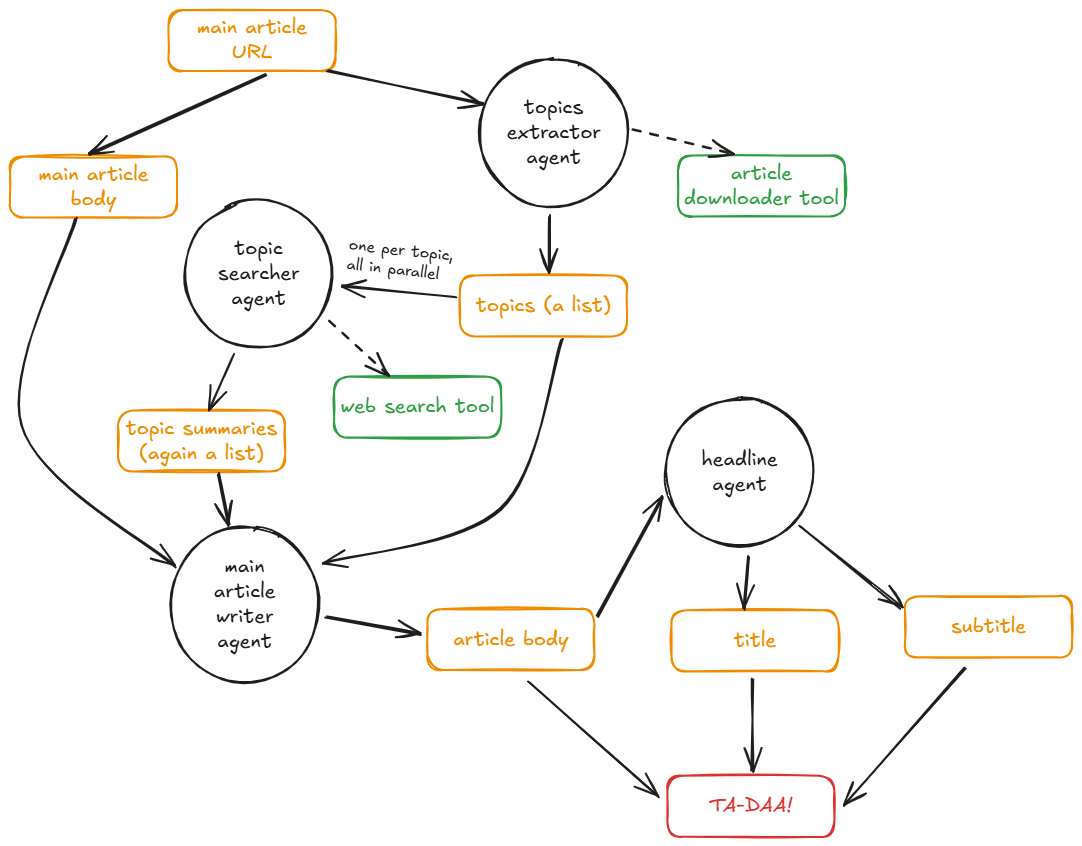 main article
URL
topics
extractor
agent
main article
body
article
downloader tool
topic
searcher
agent
one per topic,
all in parallel
topics (a list)
web search tool
topic summaries
(again a list)
headline
agent
main
article
writer
agent
article body
title
subtitle
TA-DAA!